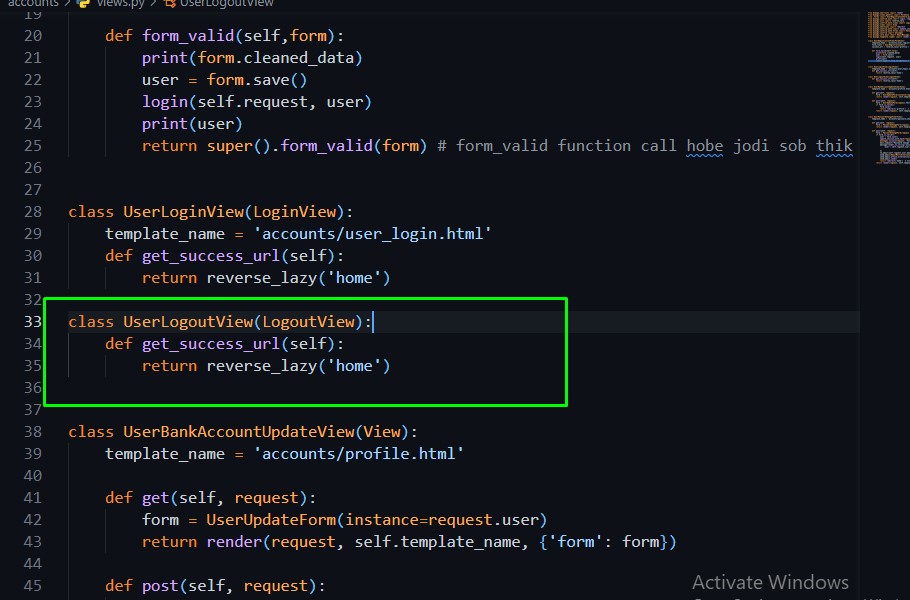 accounts > views.py > UserLogoutView
19
20 def form_valid(self,form):
21 print(form.cleaned_data)
22 user = form.save()
23 login(self.request, user)
24 print(user)
25 return super().form_valid(form) # form_valid function call hobe jodi sob thik
26
27
28 class UserLoginView(LoginView):
29 template_name = 'accounts/user_login.html'
30 def get_success_url(self):
31 return reverse_lazy('home')
32
33 class UserLogoutView(LogoutView):
34 def get_success_url(self):
35 return reverse_lazy('home')
36
37
38 class UserBankAccountUpdateView(View):
39 template_name = 'accounts/profile.html'
40
41 def get(self, request):
42 form = UserUpdateForm(instance=request.user)
43 return render(request, self.template_name, {'form': form})
44
45 def post(self, request):
Activate Windows